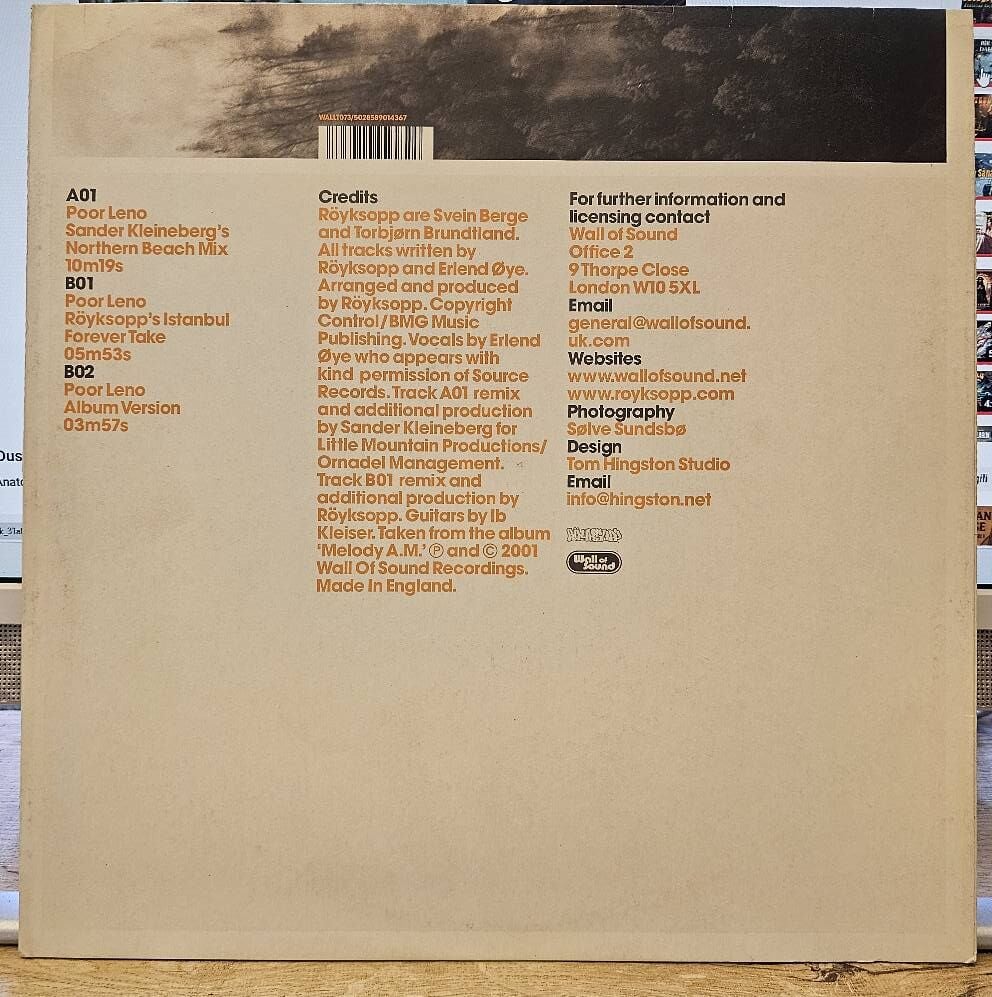 WALLT073/5028589014367
A01
Poor Leno
Sander Kleineberg's
Northern Beach Mix
10m19s
B01
Poor Leno
Röyksopp's Istanbul
Forever Take
05m53s
B02
Poor Leno
Album Version
03m57s
Credits
Röyksopp are Svein Berge
and Torbjørn Brundtland.
All tracks written by
Röyksopp and Erlend Øye.
Arranged and produced
by Röyksopp. Copyright
Control/BMG Music
Publishing. Vocals by Erlend
Øye who appears with
kind permission of Source
Records. Track A01 remix
and additional production
by Sander Kleineberg for
Little Mountain Productions/
Ornadel Management.
Track B01 remix and
additional production by
Röyksopp. Guitars by Ib
Kleiser. Taken from the album
'Melody A.M.' Ⓟ and © 2001
Wall Of Sound Recordings.
Made In England.
For further information and
licensing contact
Wall of Sound
Office 2
9 Thorpe Close
London W10 5XL
Email
general@wallofsound.
uk.com
Websites
www.wallofsound.net
www.royksopp.com
Photography
Sølve Sundsbø
Design
Tom Hingston Studio
Email
info@hingston.net
Wall of
Sound